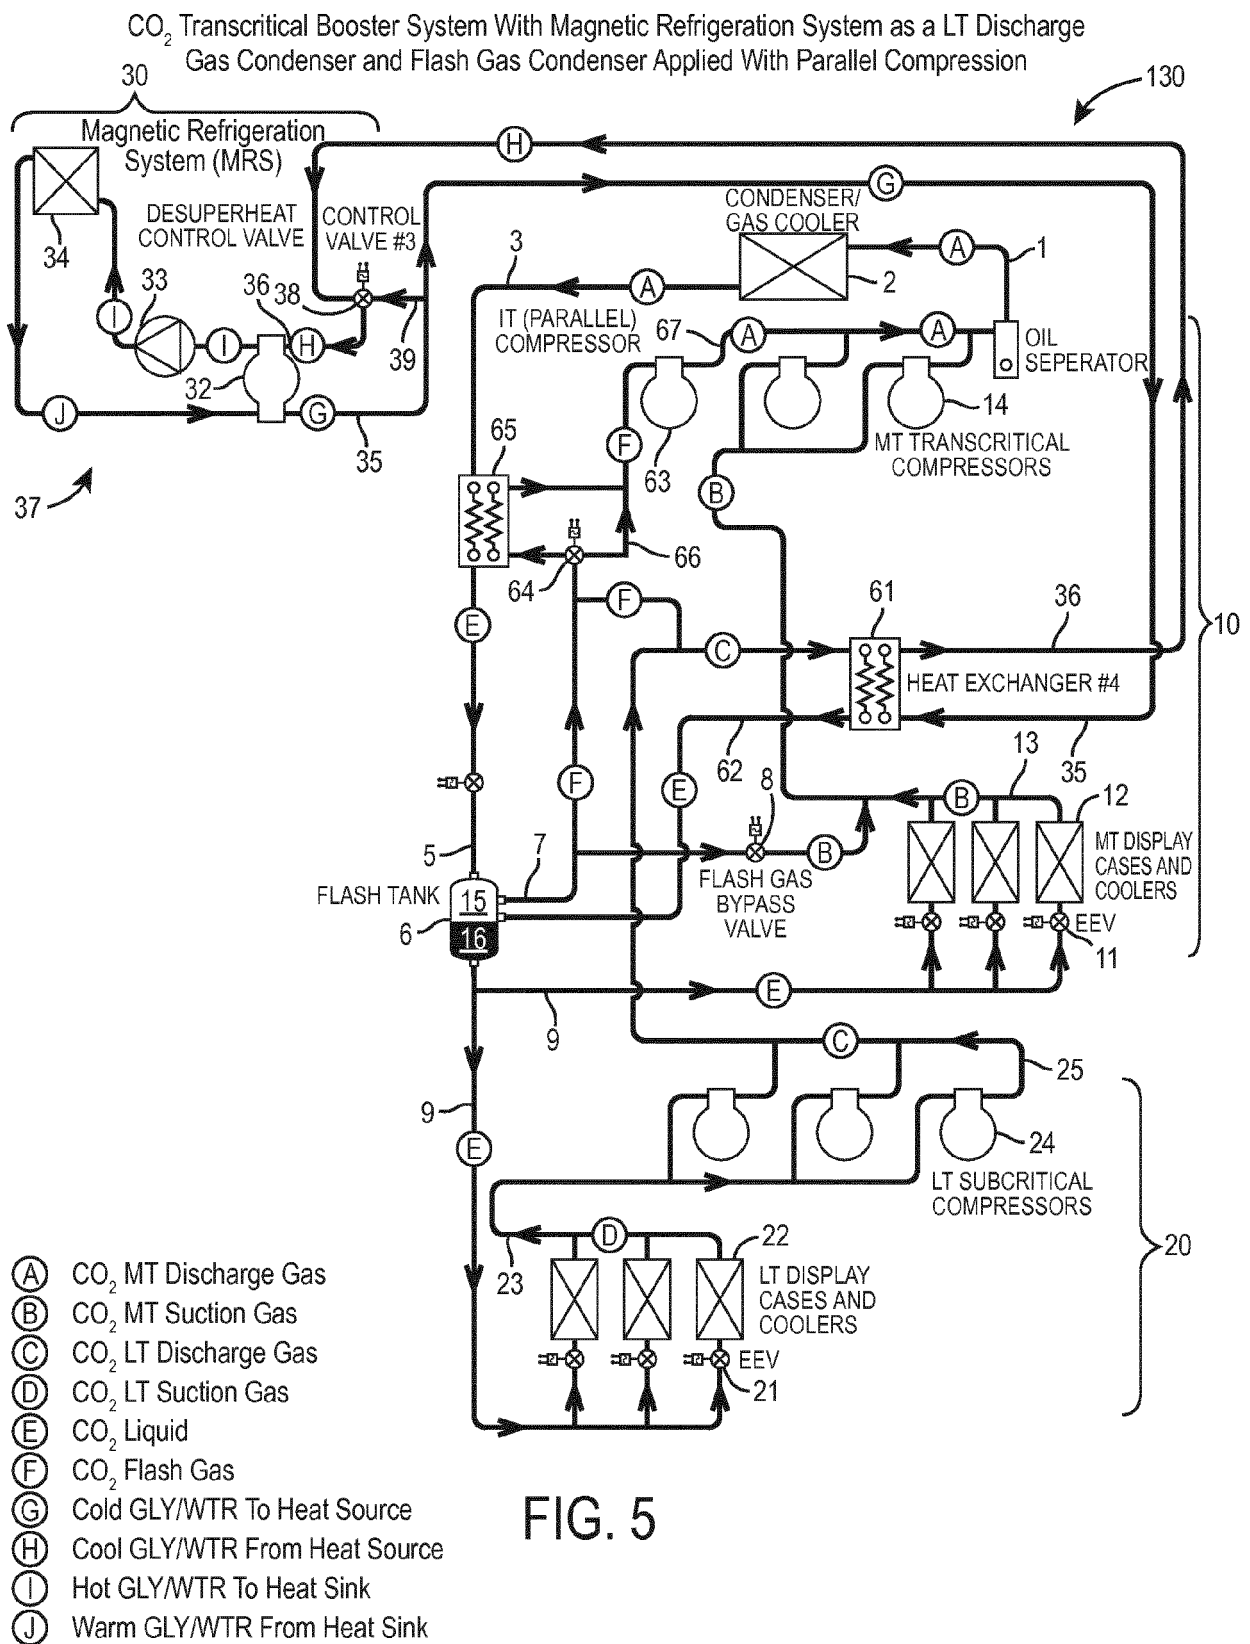 CO2 Transcritical Booster System With Magnetic Refrigeration System as a LT Discharge
Gas Condenser and Flash Gas Condenser Applied With Parallel Compression
30
130
Magnetic Refrigeration
System (MRS)
H
G
CONDENSER/
GAS COOLER
DESUPERHEAT
CONTROL VALVE
CONTROL
VALVE #3
34
33
3
A
1
2
A
36
38
I
I
H
39
IT (PARALLEL)
COMPRESSOR
67
A
A
OIL
SEPERATOR
32
J
G
35
14
MT TRANSCRITICAL
COMPRESSORS
65
F
63
B
37
64
66
F
61
36
10
E
C
HEAT EXCHANGER #4
62
35
F
E
8
13
B
12
5
7
B
MT DISPLAY
CASES AND
COOLERS
FLASH TANK
15
FLASH GAS
BYPASS
VALVE
6
16
EEV
11
E
9
C
25
9
E
24
LT SUBCRITICAL
COMPRESSORS
D
22
20
23
LT DISPLAY
CASES AND
COOLERS
EEV
21
A CO2 MT Discharge Gas
B CO2 MT Suction Gas
C CO2 LT Discharge Gas
D CO2 LT Suction Gas
E CO2 Liquid
F CO2 Flash Gas
G Cold GLY/WTR To Heat Source
H Cool GLY/WTR From Heat Source
I Hot GLY/WTR To Heat Sink
J Warm GLY/WTR From Heat Sink
FIG. 5